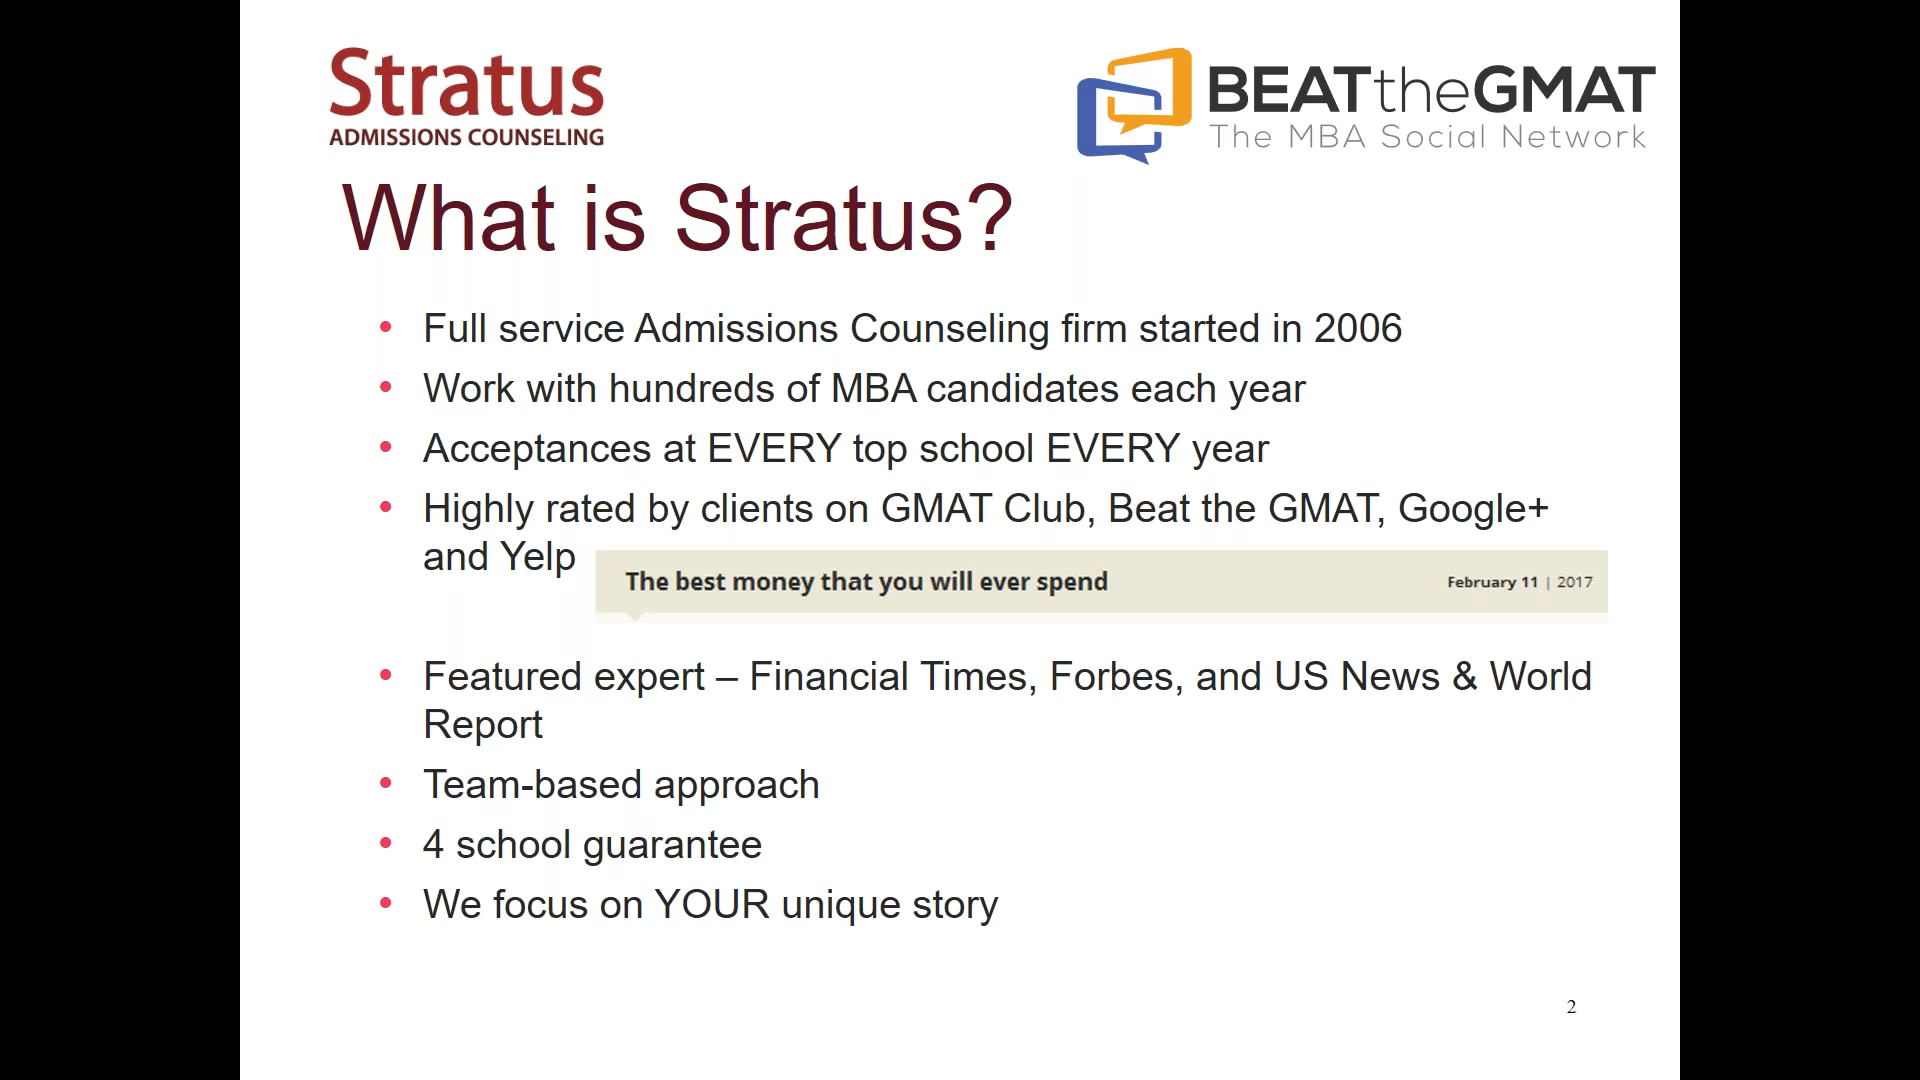 Stratus
ADMISSIONS COUNSELING
BEATtheGMAT
The MBA Social Network
What is Stratus?
• Full service Admissions Counseling firm started in 2006
• Work with hundreds of MBA candidates each year
• Acceptances at EVERY top school EVERY year
• Highly rated by clients on GMAT Club, Beat the GMAT, Google+
and Yelp
The best money that you will ever spend February 11 | 2017
• Featured expert – Financial Times, Forbes, and US News & World
Report
• Team-based approach
• 4 school guarantee
• We focus on YOUR unique story
2